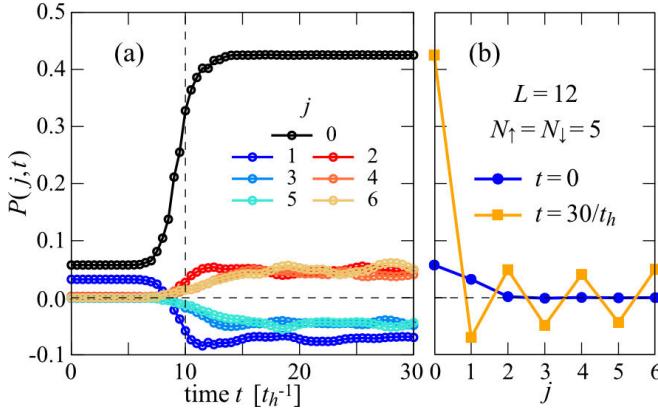 0.5
0.4
0.3
0.2
0.1
0.0
-0.1
P(j,t)
(a)
j
0
1 2
3 4
5 6
0 10 20 30
time t [t_h^-1]
(b)
L = 12
N↑ = N↓ = 5
t = 0
t = 30/t_h
0 1 2 3 4 5 6
j